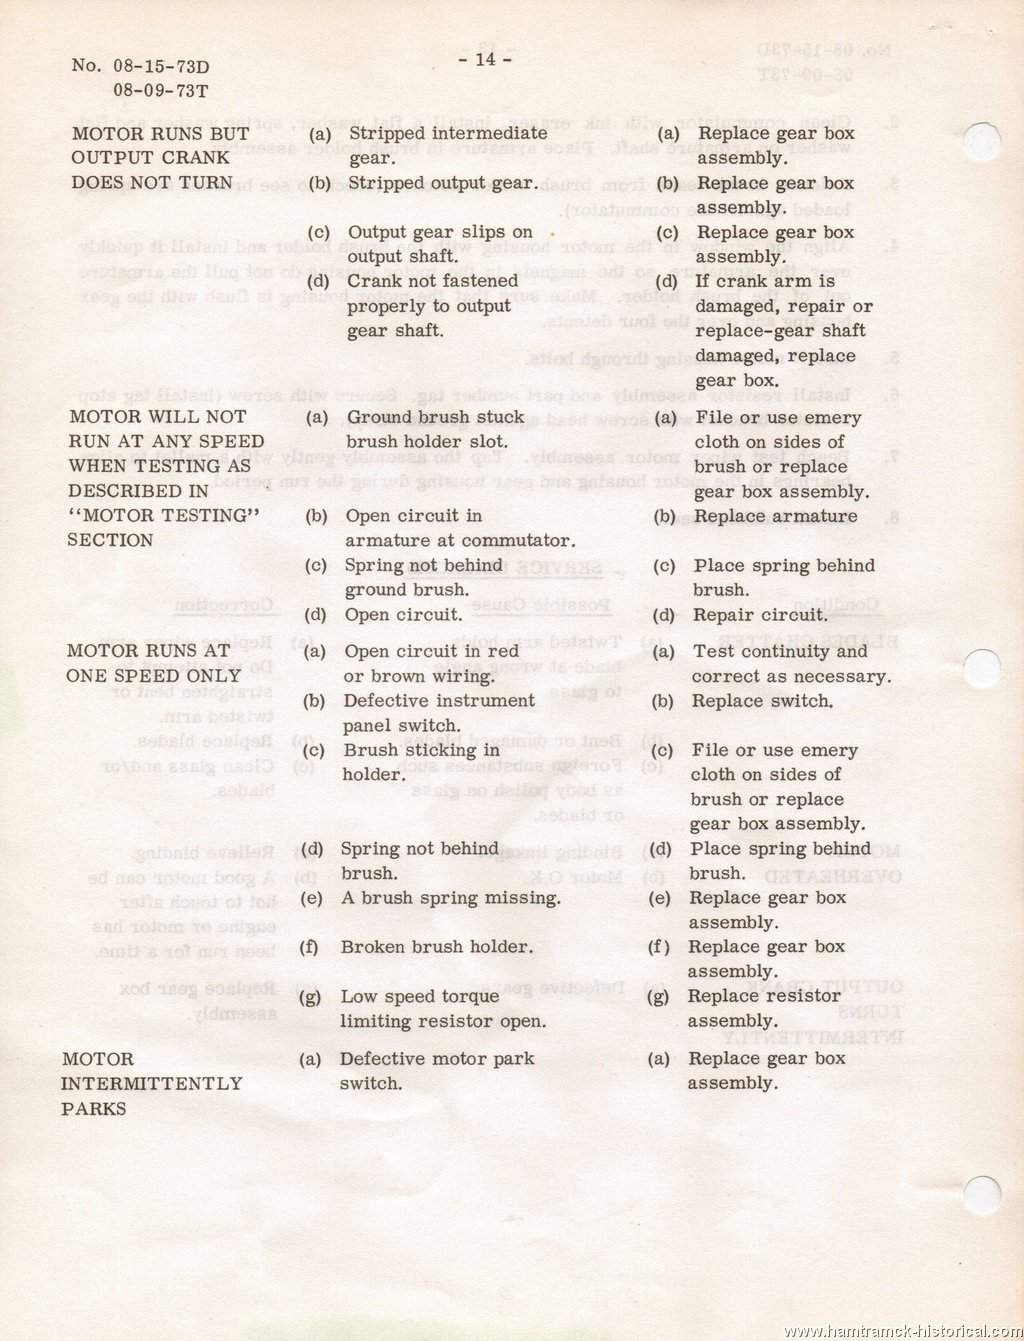 No. 08-15-73D
08-09-73T
- 14 -
MOTOR RUNS BUT
OUTPUT CRANK
DOES NOT TURN
(a) Stripped intermediate
gear.
(b) Stripped output gear.
(c) Output gear slips on
output shaft.
(d) Crank not fastened
properly to output
gear shaft.
(a) Replace gear box
assembly.
(b) Replace gear box
assembly.
(c) Replace gear box
assembly.
(d) If crank arm is
damaged, repair or
replace-gear shaft
damaged, replace
gear box.
MOTOR WILL NOT
RUN AT ANY SPEED
WHEN TESTING AS
DESCRIBED IN
"MOTOR TESTING"
SECTION
(a) Ground brush stuck
brush holder slot.
(b) Open circuit in
armature at commutator.
(c) Spring not behind
ground brush.
(d) Open circuit.
(a) File or use emery
cloth on sides of
brush or replace
gear box assembly.
(b) Replace armature
(c) Place spring behind
brush.
(d) Repair circuit.
MOTOR RUNS AT
ONE SPEED ONLY
(a) Open circuit in red
or brown wiring.
(b) Defective instrument
panel switch.
(c) Brush sticking in
holder.
(d) Spring not behind
brush.
(e) A brush spring missing.
(f) Broken brush holder.
(g) Low speed torque
limiting resistor open.
(a) Test continuity and
correct as necessary.
(b) Replace switch.
(c) File or use emery
cloth on sides of
brush or replace
gear box assembly.
(d) Place spring behind
brush.
(e) Replace gear box
assembly.
(f) Replace gear box
assembly.
(g) Replace resistor
assembly.
MOTOR
INTERMITTENTLY
PARKS
(a) Defective motor park
switch.
(a) Replace gear box
assembly.
www.hamtramck-historical.com